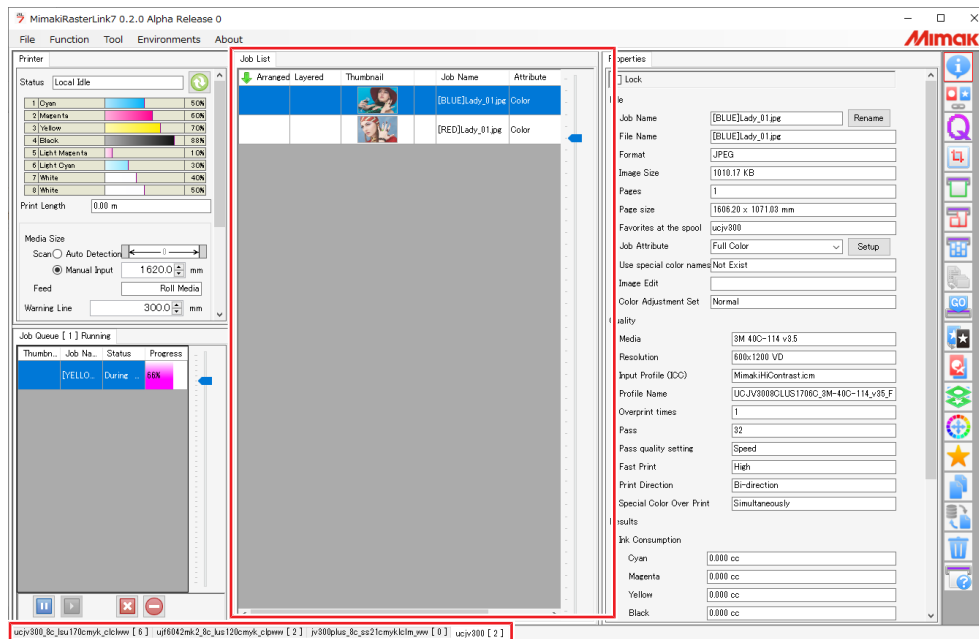 MimakiRasterLink7 0.2.0 Alpha Release 0
File Function Tool Environments About
Mimak
Printer
Status Local Idle
1 Cyan 50%
2 Magenta 60%
3 Yellow 70%
4 Black 88%
5 Light Magenta 10%
6 Light Cyan 30%
7 White 40%
8 White 50%
Print Length 0.00 m
Media Size
Scan Auto Detection 0
Manual Input 1620.0 mm
Feed Roll Media
Warning Line 300.0 mm
Job Queue [ 1 ] Running
Thumbn... Job Na... Status Progress
[YELLO... During ... 66%
Job List
Arranged Layered Thumbnail Job Name Attribute
[BLUE]Lady_01.jpg Color
[RED]Lady_01.jpg Color
Lock
Job Name [BLUE]Lady_01.jpg Rename
File Name [BLUE]Lady_01.jpg
Format JPEG
Image Size 1010.17 KB
Pages 1
Page size 1606.20 x 1071.03 mm
Favorites at the spool ucjv300
Job Attribute Full Color Setup
Use special color names Not Exist
Image Edit
Color Adjustment Set Normal
Media 3M 40C-114 v3.5
Resolution 600x1200 VD
Input Profile (ICC) MimakiHiContrast.icm
Profile Name UCJV3008CLUS1706C_3M-40C-114_v35_F
Overprint times 1
Pass 32
Pass quality setting Speed
Fast Print High
Print Direction Bi-direction
Special Color Over Print Simultaneously
Ink Consumption
Cyan 0.000 cc
Magenta 0.000 cc
Yellow 0.000 cc
Black 0.000 cc
GO
ucjv300_8c_lsu170cmyk_clclww [ 6 ] ujf6042mk2_8c_lus120cmyk_clpww [ 2 ] jv300plus_8c_ss21cmyklclm_ww [ 0 ] ucjv300 [ 2 ]